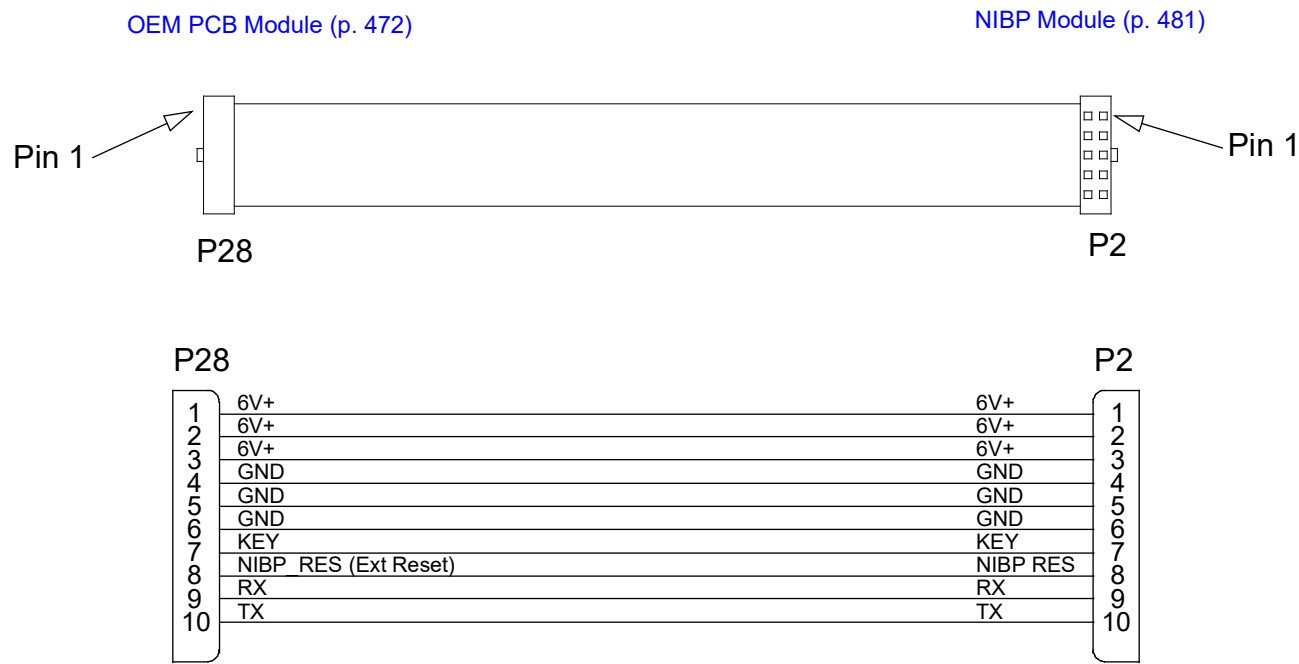 OEM PCB Module (p. 472)
NIBP Module (p. 481)
Pin 1
Pin 1
P28
P2
P28
P2
1 6V+ 6V+ 1
2 6V+ 6V+ 2
3 6V+ 6V+ 3
4 GND GND 4
5 GND GND 5
6 GND GND 6
7 KEY KEY 7
8 NIBP_RES (Ext Reset) NIBP RES 8
9 RX RX 9
10 TX TX 10